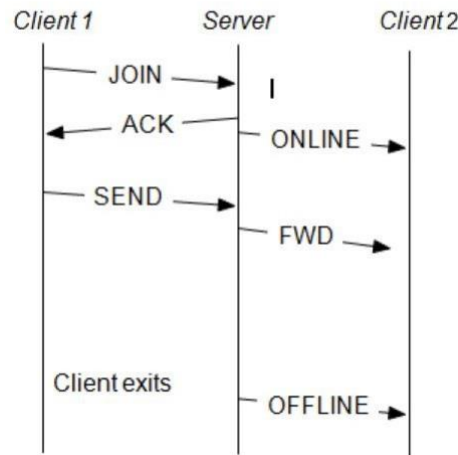 Client 1 Server Client 2
JOIN
ACK
ONLINE
SEND
FWD
Client exits
OFFLINE